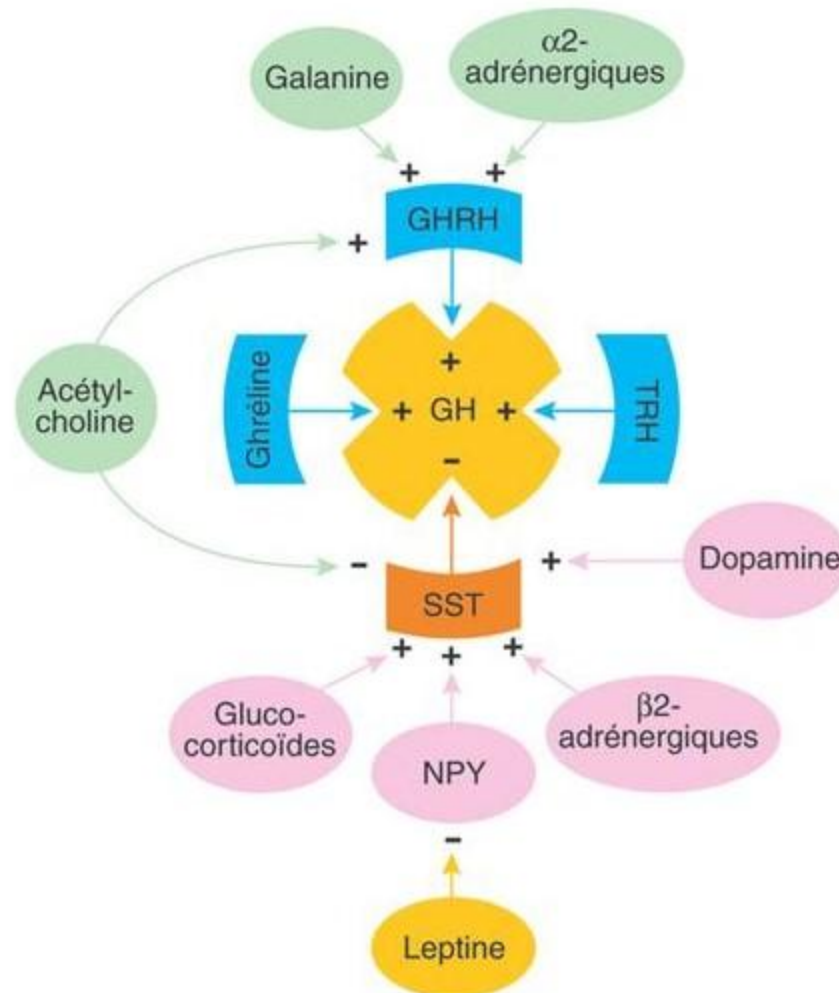 Galanine
α2-
adrénergiques
+
+
GHRH
+
Acétyl-
choline
Ghréline
+
+ GH +
-
TRH
-
SST
+
Dopamine
+
+
+
Gluco-
corticoïdes
NPY
β2-
adrénergiques
-
Leptine